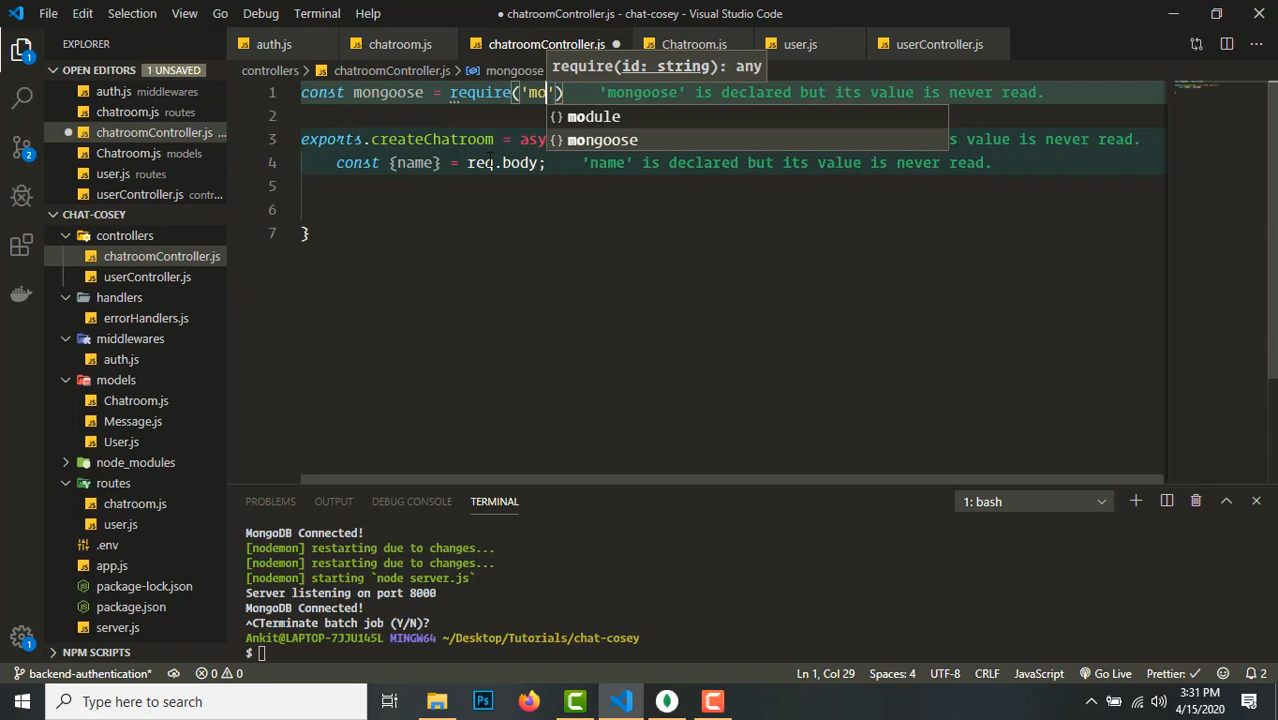 File Edit Selection View Go Debug Terminal Help
● chatroomController.js - chat-cosey - Visual Studio Code
EXPLORER
auth.js
chatroom.js
chatroomController.js
Chatroom.js
user.js
userController.js
OPEN EDITORS 1 UNSAVED
auth.js middlewares
chatroom.js routes
chatroomController.js ...
Chatroom.js models
user.js routes
userController.js contr...
CHAT-COSEY
controllers
chatroomController.js
userController.js
handlers
errorHandlers.js
middlewares
auth.js
models
Chatroom.js
Message.js
User.js
node_modules
routes
chatroom.js
user.js
.env
app.js
package-lock.json
package.json
server.js
NPM SCRIPTS
controllers > chatroomController.js > mongoose
require(id: string): any
1 const mongoose = require('mo') 'mongoose' is declared but its value is never read.
2
{} module
{} mongoose
3 exports.createChatroom = asy s value is never read.
4 const {name} = req.body; 'name' is declared but its value is never read.
5
6
7 }
PROBLEMS OUTPUT DEBUG CONSOLE TERMINAL
1: bash
MongoDB Connected!
[nodemon] restarting due to changes...
[nodemon] restarting due to changes...
[nodemon] starting `node server.js`
Server listening on port 8000
MongoDB Connected!
^CTerminate batch job (Y/N)?
Ankit@LAPTOP-7JJU145L MINGW64 ~/Desktop/Tutorials/chat-cosey
$
1
2
1
backend-authentication* 0 0 Ln 1, Col 29 Spaces: 4 UTF-8 CRLF JavaScript Go Live Prettier: ✓ 2
Type here to search
Ps
3:31 PM
4/15/2020